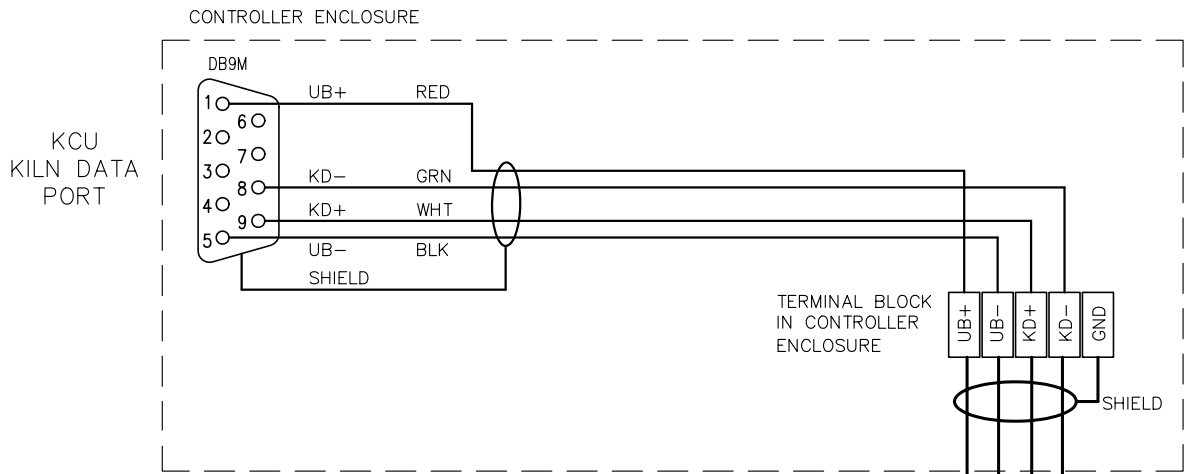 CONTROLLER ENCLOSURE
DB9M
KCU
KILN DATA
PORT
1
6
2
7
3
8
4
9
5
UB+ RED
KD- GRN
KD+ WHT
UB- BLK
SHIELD
TERMINAL BLOCK
IN CONTROLLER
ENCLOSURE
UB+
UB-
KD+
KD-
GND
SHIELD